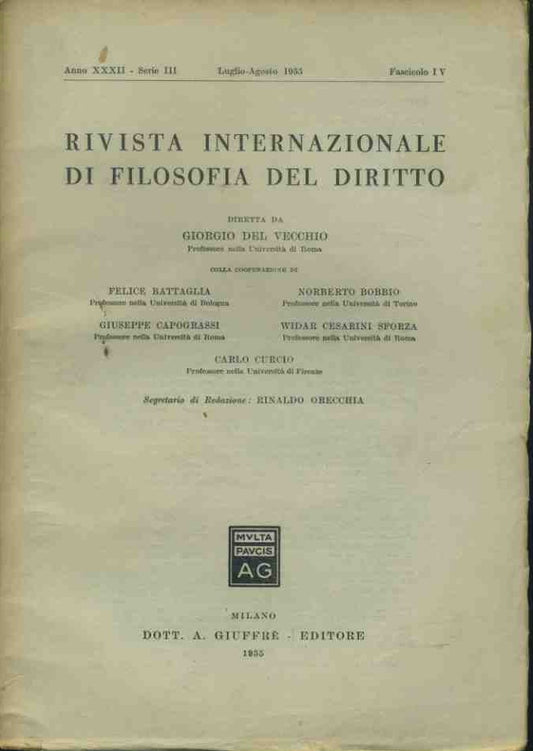 Anno XXXII - Serie III Luglio-Agosto 1955 Fascicolo IV
RIVISTA INTERNAZIONALE
DI FILOSOFIA DEL DIRITTO
DIRETTA DA
GIORGIO DEL VECCHIO
Professore nella Università di Roma
COLLA COOPERAZIONE DI
FELICE BATTAGLIA NORBERTO BOBBIO
Professore nella Università di Bologna Professore nella Università di Torino
GIUSEPPE CAPOGRASSI WIDAR CESARINI SFORZA
Professore nella Università di Roma Professore nella Università di Roma
CARLO CURCIO
Professore nella Università di Firenze
Segretario di Redazione: RINALDO ORECCHIA
MVLTA
PAVCIS
AG
MILANO
DOTT. A. GIUFFRÈ - EDITORE
1955